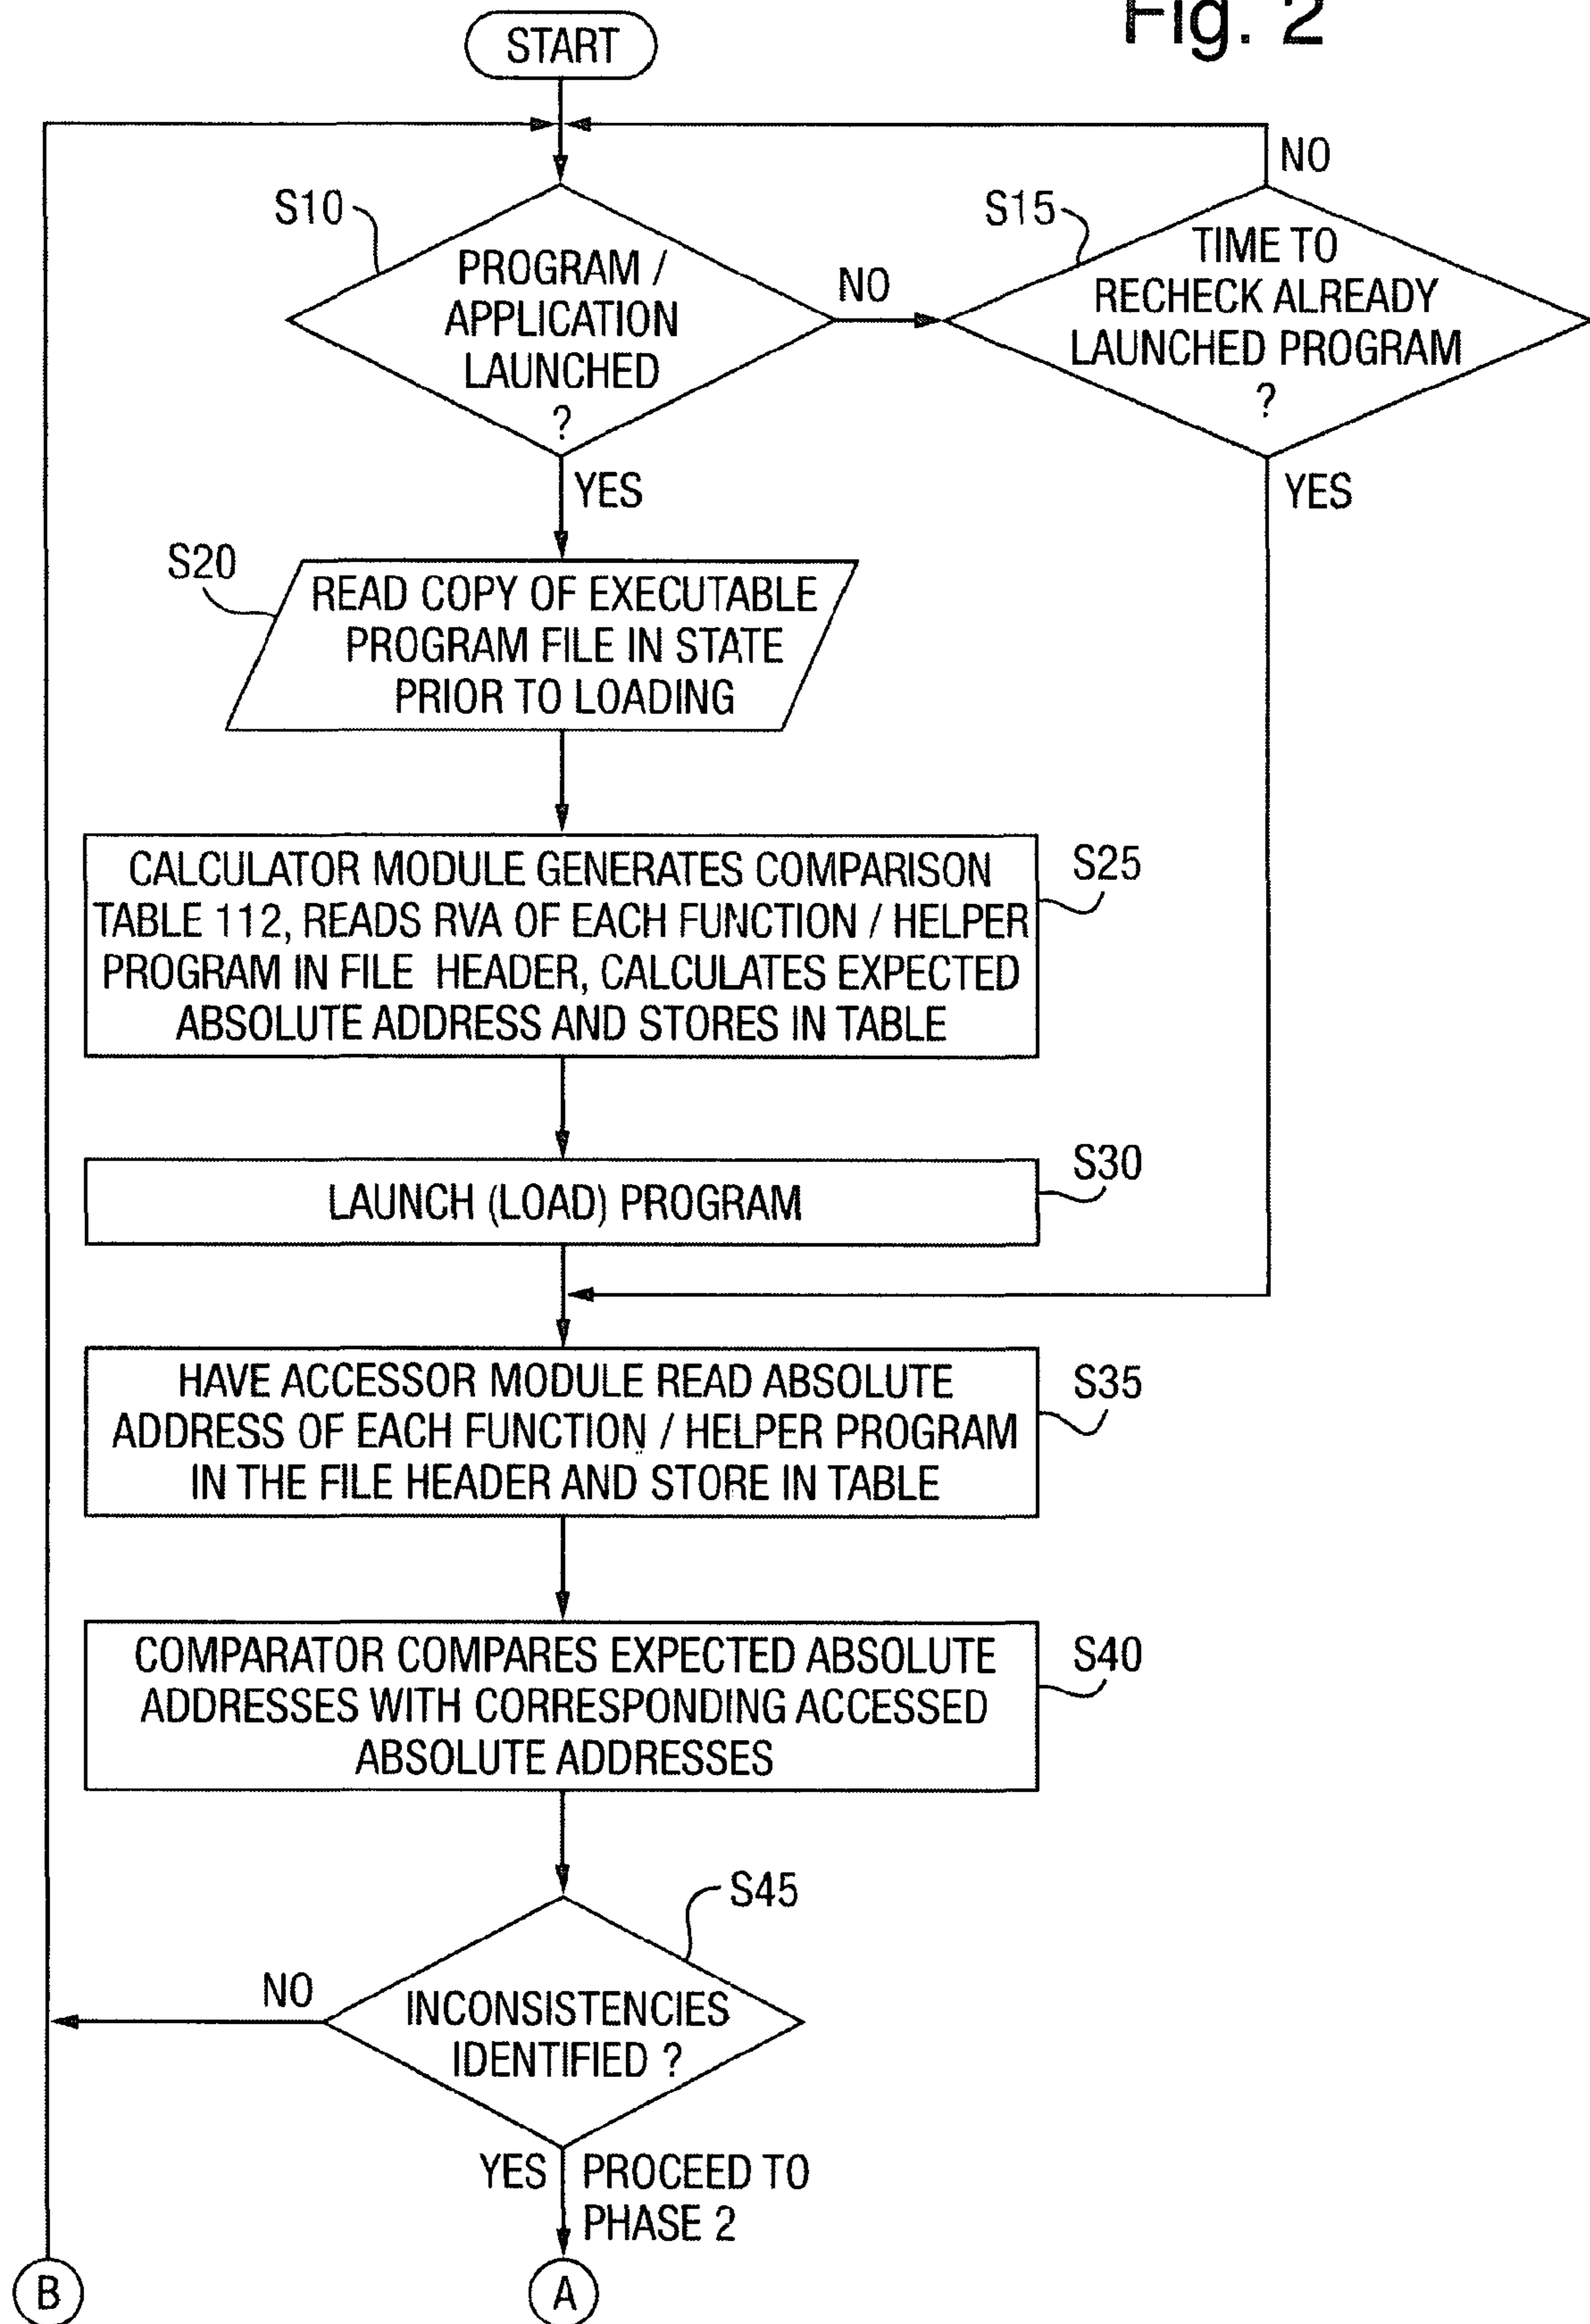 Fig. 2
START
NO
S10
S15
PROGRAM /
APPLICATION
LAUNCHED
?
NO
TIME TO
RECHECK ALREADY
LAUNCHED PROGRAM
?
YES
YES
S20
READ COPY OF EXECUTABLE
PROGRAM FILE IN STATE
PRIOR TO LOADING
CALCULATOR MODULE GENERATES COMPARISON
TABLE 112, READS RVA OF EACH FUNCTION / HELPER
PROGRAM IN FILE HEADER, CALCULATES EXPECTED
ABSOLUTE ADDRESS AND STORES IN TABLE
S25
LAUNCH (LOAD) PROGRAM
S30
HAVE ACCESSOR MODULE READ ABSOLUTE
ADDRESS OF EACH FUNCTION / HELPER PROGRAM
IN THE FILE HEADER AND STORE IN TABLE
S35
COMPARATOR COMPARES EXPECTED ABSOLUTE
ADDRESSES WITH CORRESPONDING ACCESSED
ABSOLUTE ADDRESSES
S40
S45
NO
INCONSISTENCIES
IDENTIFIED ?
YES
PROCEED TO
PHASE 2
B
A